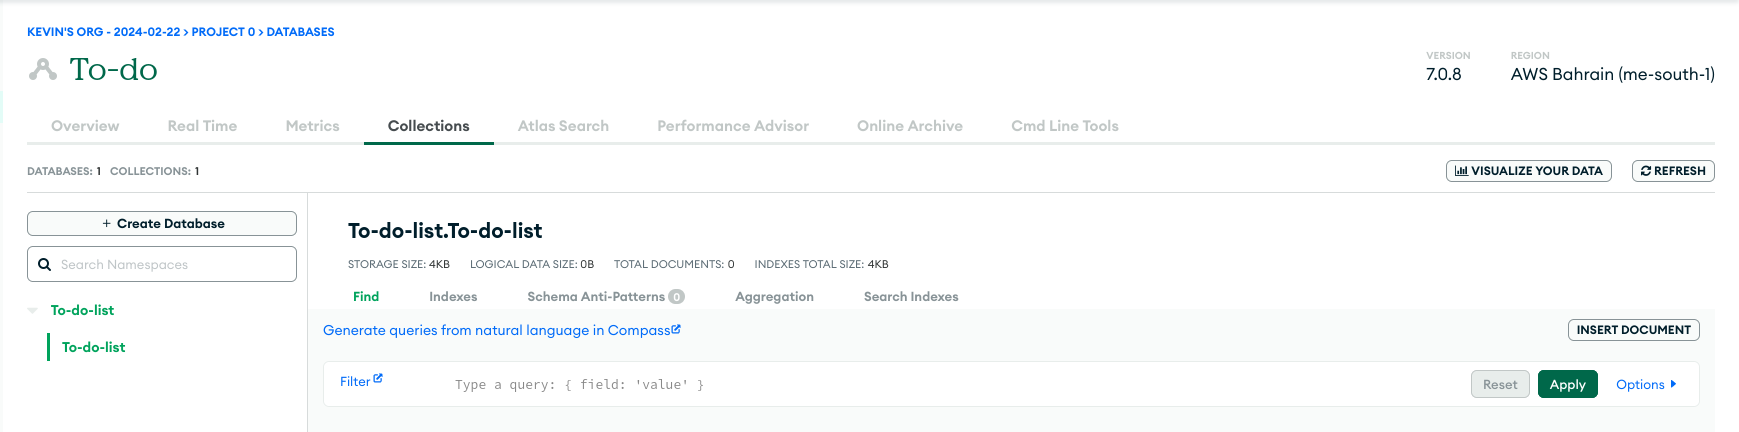 KEVIN'S ORG - 2024-02-22 > PROJECT 0 > DATABASES
To-do
VERSION
7.0.8
REGION
AWS Bahrain (me-south-1)
Overview Real Time Metrics Collections Atlas Search Performance Advisor Online Archive Cmd Line Tools
DATABASES: 1 COLLECTIONS: 1
VISUALIZE YOUR DATA
REFRESH
+ Create Database
Search Namespaces
To-do-list
To-do-list
To-do-list.To-do-list
STORAGE SIZE: 4KB LOGICAL DATA SIZE: 0B TOTAL DOCUMENTS: 0 INDEXES TOTAL SIZE: 4KB
Find Indexes Schema Anti-Patterns 0 Aggregation Search Indexes
Generate queries from natural language in Compass
INSERT DOCUMENT
Filter Type a query: { field: 'value' } Reset Apply Options